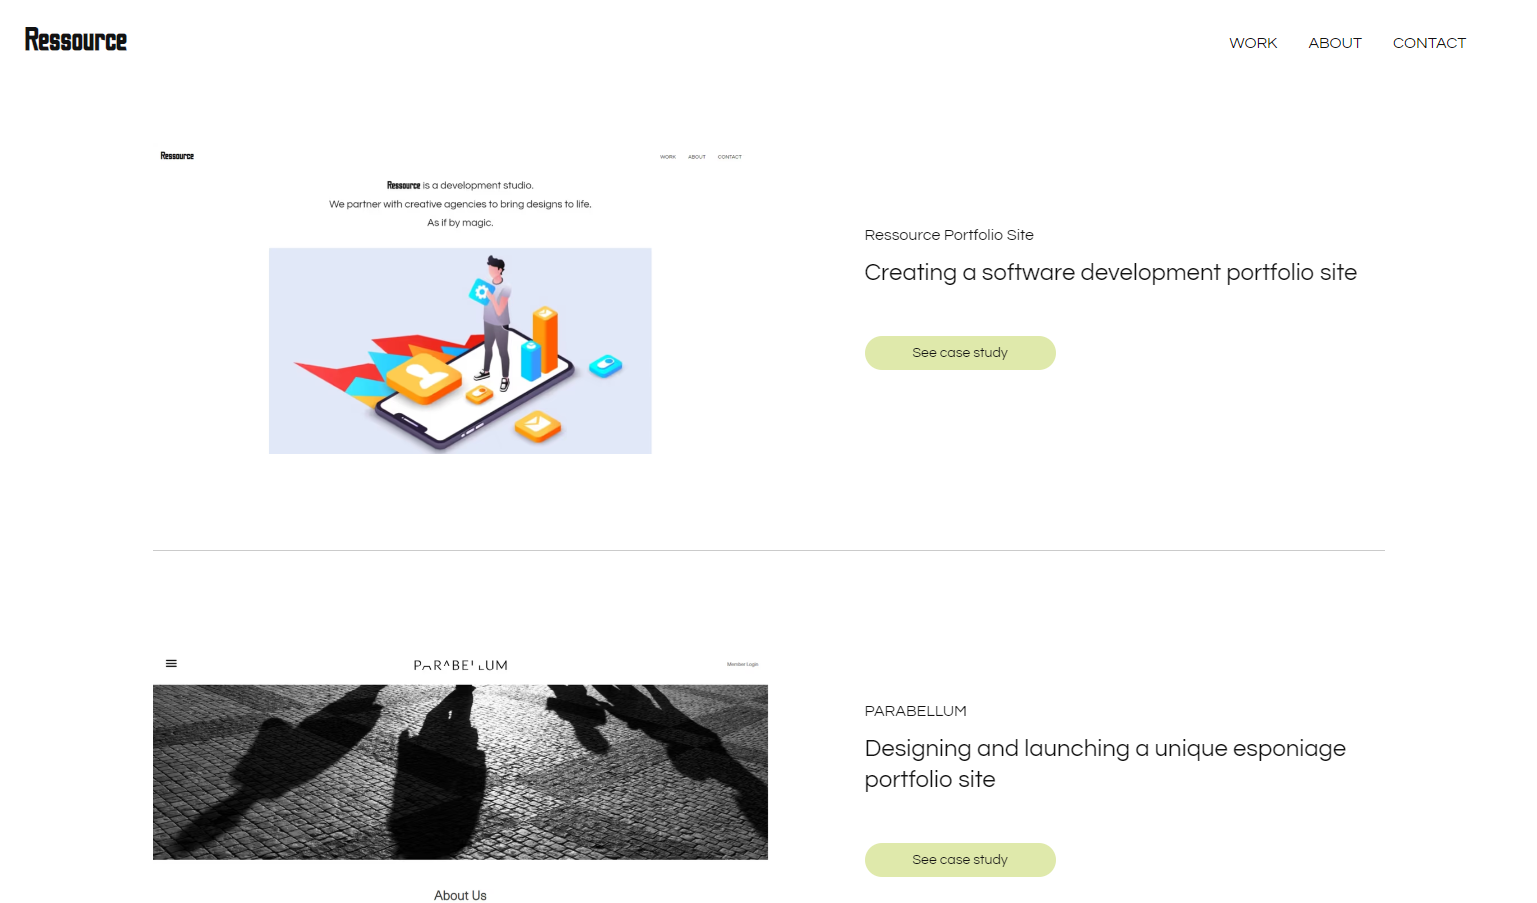 Ressource
WORK ABOUT CONTACT
Ressource
WORK ABOUT CONTACT
Ressource is a development studio.
We partner with creative agencies to bring designs to life.
As if by magic.
Ressource Portfolio Site
Creating a software development portfolio site
See case study
PARABELLUM
Member Login
PARABELLUM
Designing and launching a unique esponiage
portfolio site
See case study
About Us